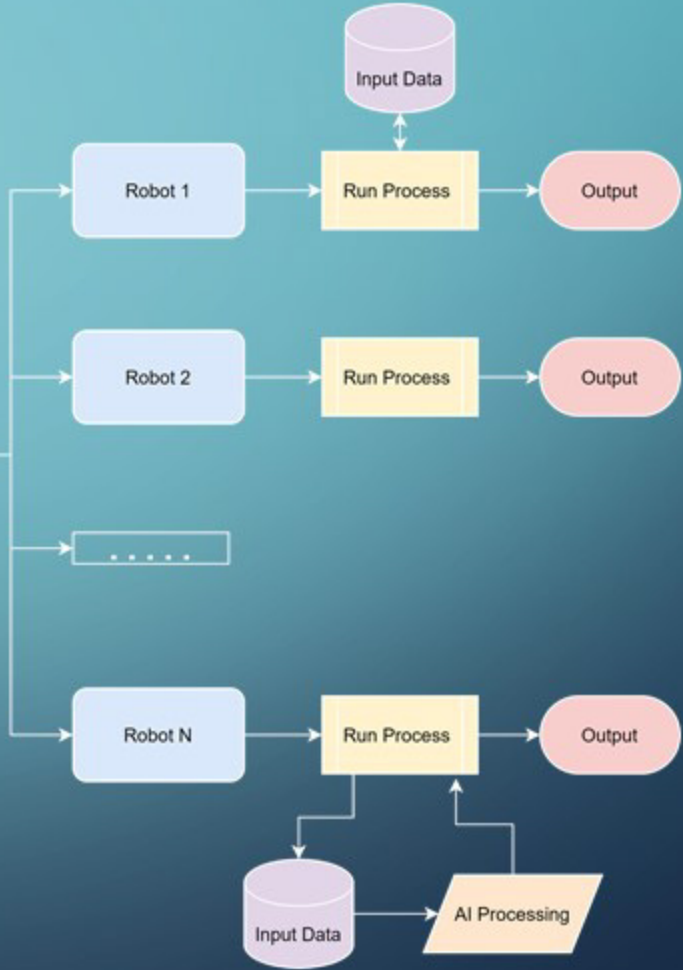 Input Data
Robot 1
Run Process
Output
Robot 2
Run Process
Output
.....
Robot N
Run Process
Output
Input Data
AI Processing